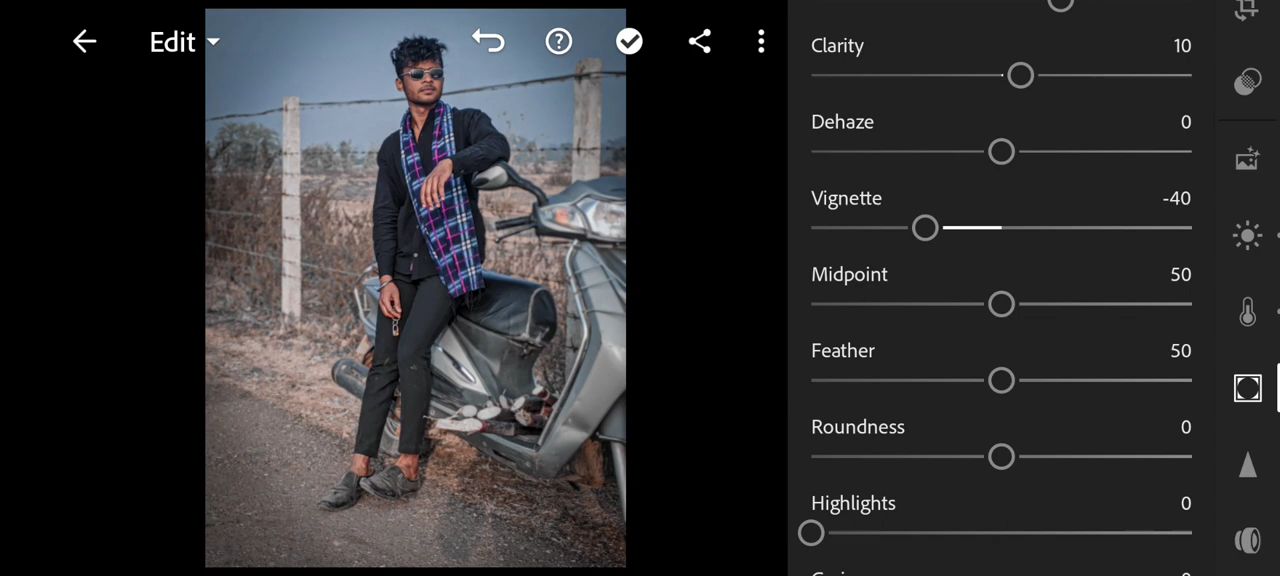 Edit
Clarity 10
Dehaze 0
Vignette -40
Midpoint 50
Feather 50
Roundness 0
Highlights 0